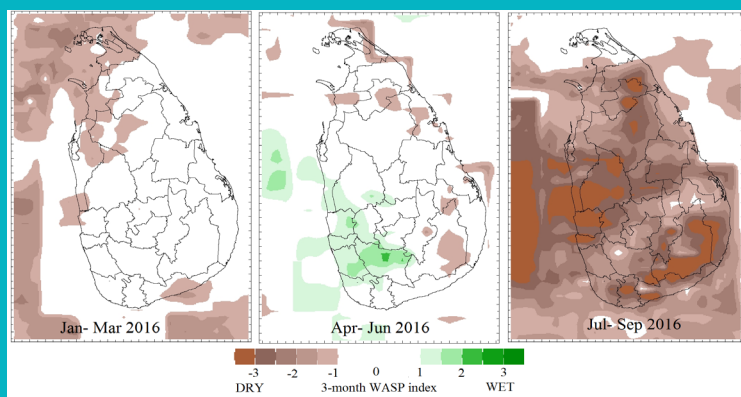 Jan- Mar 2016
Apr-Jun 2016
Jul- Sep 2016
-3 -2 -1 0 1 2 3
DRY 3-month WASP index WET